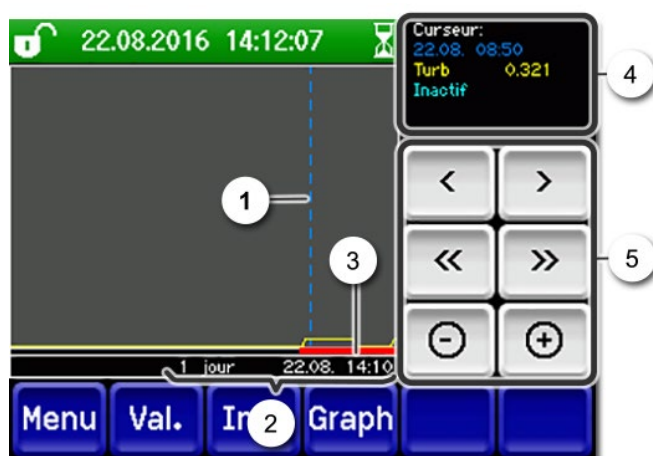 22.08.2016 14:12:07
Curseur:
22.08. 08:50
Turb 0.321
Inactif
4
1
3
< >
<< >>
5
- +
1 jour 22.08. 14:10
Menu Val. Graph
2